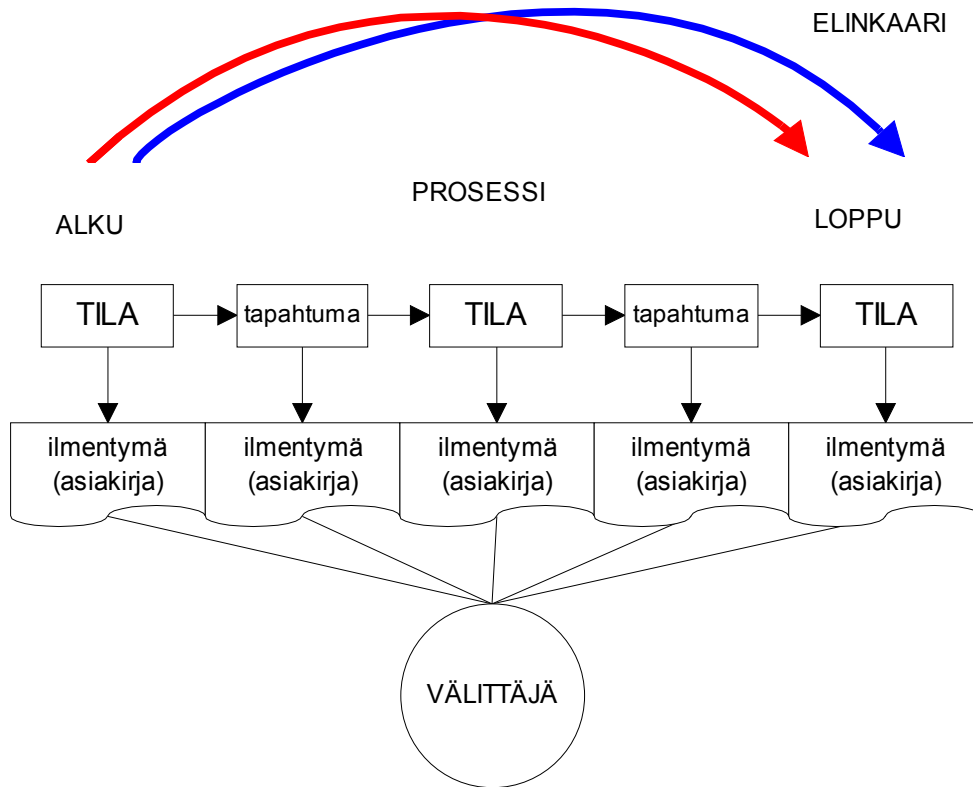 ELINKAARI
PROSESSI
ALKU
LOPPU
TILA
tapahtuma
TILA
tapahtuma
TILA
ilmentymä
(asiakirja)
ilmentymä
(asiakirja)
ilmentymä
(asiakirja)
ilmentymä
(asiakirja)
ilmentymä
(asiakirja)
VÄLITTÄJÄ